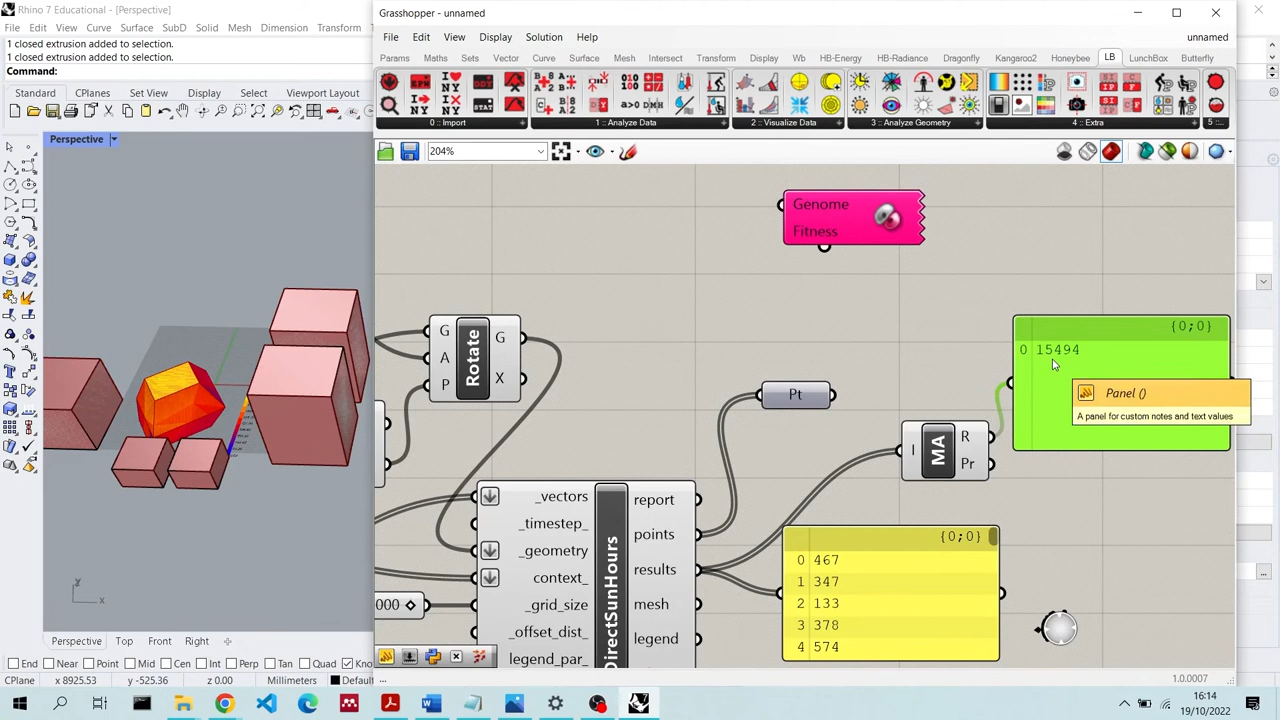 Rhino 7 Educational - [Perspective]
File Edit View Curve Surface SubD Solid Mesh Dimension Transform
1 closed extrusion added to selection.
1 closed extrusion added to selection.
Command:
Standard CPlanes Set View Display Select Viewport Layout
Perspective
Grasshopper - unnamed
File Edit View Display Solution Help
unnamed
Params Maths Sets Vector Curve Surface Mesh Intersect Transform Display Wb HB-Energy HB-Radiance Dragonfly Kangaroo2 Honeybee LB LunchBox Butterfly
0 :: Import
1 :: Analyze Data
2 :: Visualize Data
3 :: Analyze Geometry
4 :: Extra
5 ::
204%
Genome
Fitness
{0;0}
0 15494
Panel ()
A panel for custom notes and text values
G
A
P
Rotate
G
X
Pt
I
MA
R
Pr
_vectors
_timestep_
_geometry
context_
_grid_size
_offset_dist_
legend_par_
DirectSunHours
report
points
results
mesh
legend
000
{0;0}
0 467
1 347
2 133
3 378
4 574
1.0.0007
z
y
x
Perspective Top Front Right
End Near Point Mid Cen Int Perp Tan Quad Kno
CPlane x 8925.53 y -525.36 z 0.00 Millimeters Default
16:14
19/10/2022